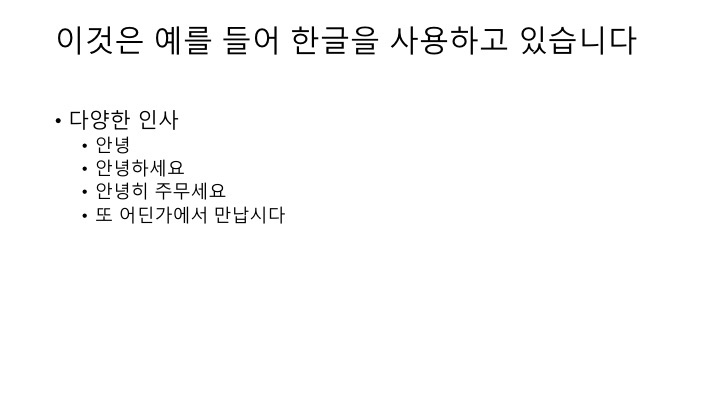 이것은 예를 들어 한글을 사용하고 있습니다
• 다양한 인사
• 안녕
• 안녕하세요
• 안녕히 주무세요
• 또 어딘가에서 만납시다